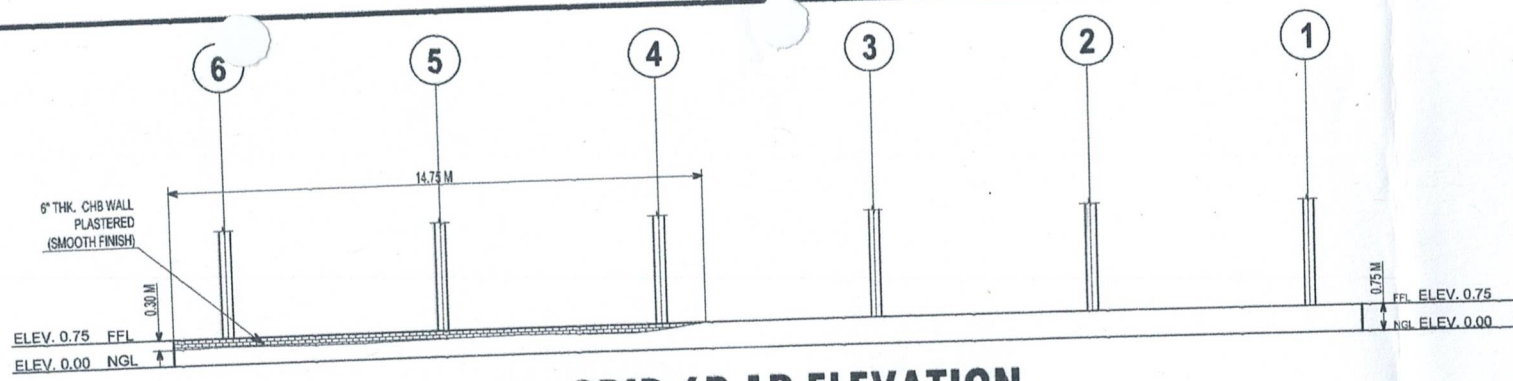 6 5 4 3 2 1
14.75 M
6" THK. CHB WALL
PLASTERED
(SMOOTH FINISH)
0.30 M
0.75 M
ELEV. 0.75 FFL
ELEV. 0.00 NGL
FFL ELEV. 0.75
NGL ELEV. 0.00
ELEVATION